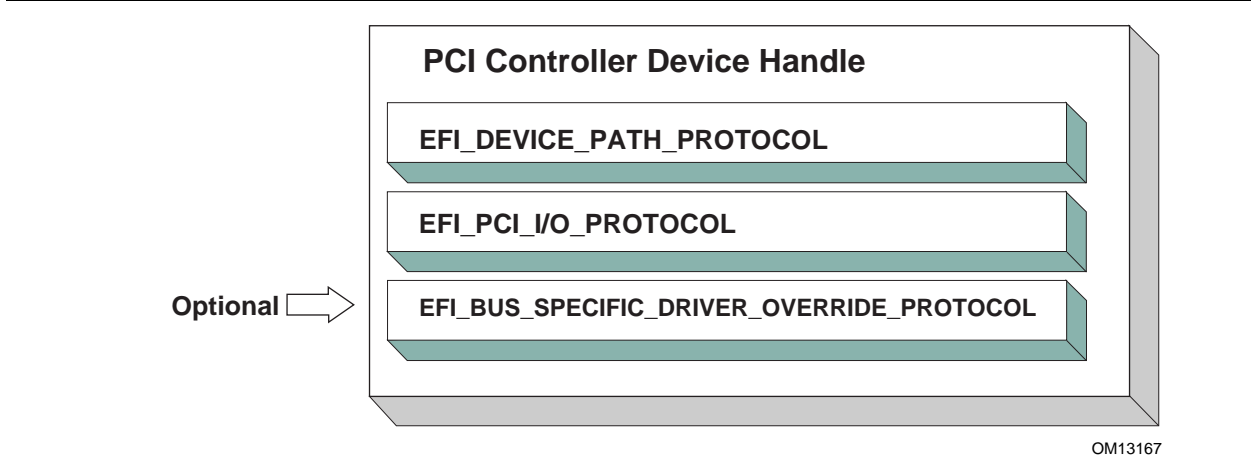 PCI Controller Device Handle
EFI_DEVICE_PATH_PROTOCOL
EFI_PCI_I/O_PROTOCOL
Optional
EFI_BUS_SPECIFIC_DRIVER_OVERRIDE_PROTOCOL
OM13167